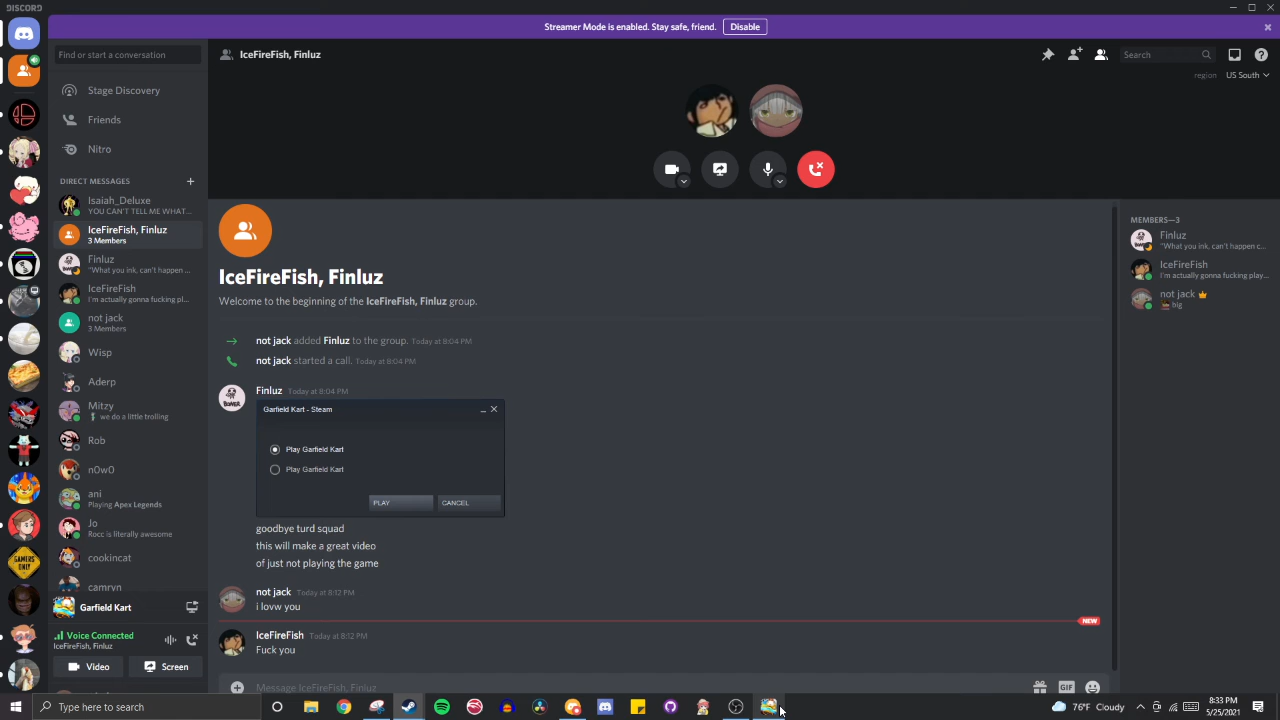 DISCORD
Streamer Mode is enabled. Stay safe, friend.
Disable
Find or start a conversation
IceFireFish, Finluz
Search
region
US South
Stage Discovery
Friends
Nitro
DIRECT MESSAGES
Isaiah_Deluxe
YOU CAN'T TELL ME WHAT...
IceFireFish, Finluz
3 Members
Finluz
"What you ink, can't happen ...
IceFireFish
I'm actually gonna fucking pl...
not jack
3 Members
Wisp
Aderp
Mitzy
we do a little trolling
Rob
n0w0
ani
Playing Apex Legends
Jo
Rocc is literally awesome
cookincat
camryn
GAMERS
ONLY
Garfield Kart
Voice Connected
IceFireFish, Finluz
Video
Screen
IceFireFish, Finluz
Welcome to the beginning of the IceFireFish, Finluz group.
not jack added Finluz to the group. Today at 8:04 PM
not jack started a call. Today at 8:04 PM
Finluz Today at 8:04 PM
Garfield Kart - Steam
Play Garfield Kart
Play Garfield Kart
PLAY
CANCEL
goodbye turd squad
this will make a great video
of just not playing the game
not jack Today at 8:12 PM
i lovw you
NEW
IceFireFish Today at 8:12 PM
Fuck you
Message IceFireFish, Finluz
GIF
MEMBERS—3
Finluz
"What you ink, can't happen c...
IceFireFish
I'm actually gonna fucking play...
not jack
big
Type here to search
76°F Cloudy
8:33 PM
5/25/2021